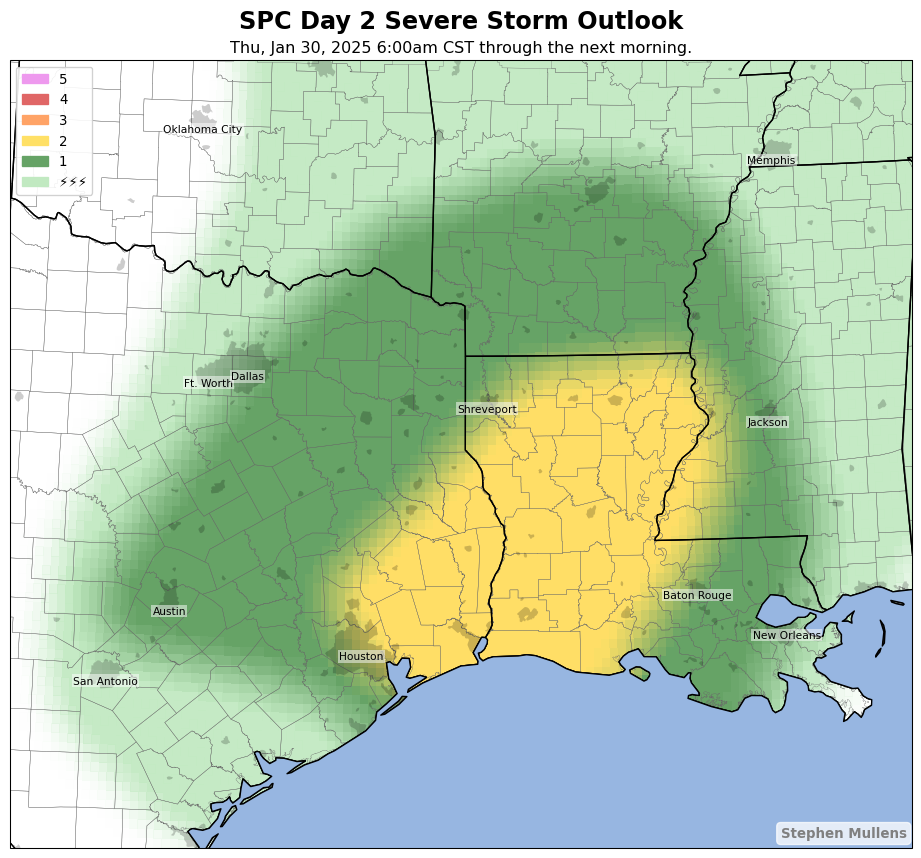 SPC Day 2 Severe Storm Outlook
Thu, Jan 30, 2025 6:00am CST through the next morning.
5
4
3
2
1
⚡⚡⚡
Oklahoma City
Memphis
Dallas
Ft. Worth
Shreveport
Jackson
Baton Rouge
Austin
New Orleans
Houston
San Antonio
Stephen Mullens